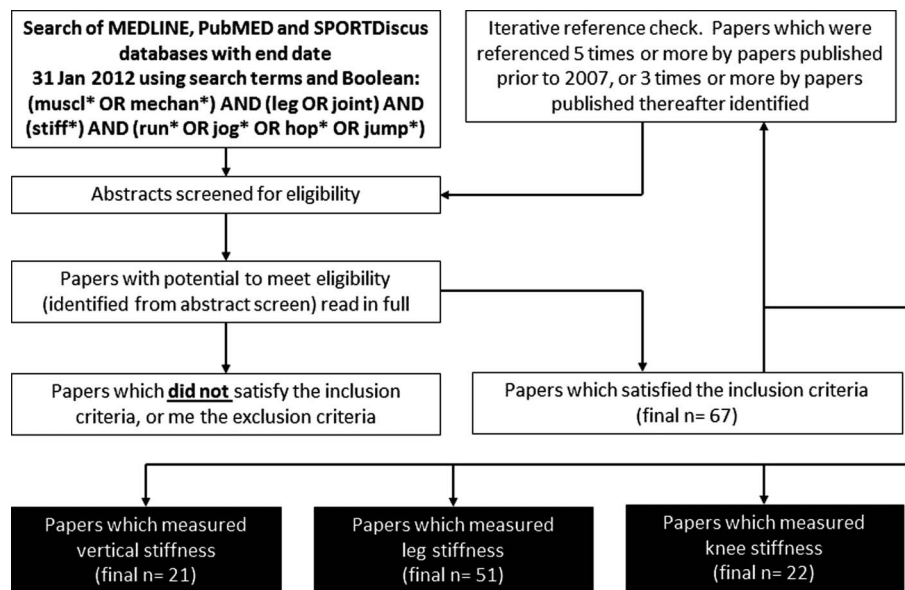 Search of MEDLINE, PubMED and SPORTDiscus
databases with end date
31 Jan 2012 using search terms and Boolean:
(muscl* OR mechan*) AND (leg OR joint) AND
(stiff*) AND (run* OR jog* OR hop* OR jump*)
Iterative reference check. Papers which were
referenced 5 times or more by papers published
prior to 2007, or 3 times or more by papers
published thereafter identified
Abstracts screened for eligibility
Papers with potential to meet eligibility
(identified from abstract screen) read in full
Papers which did not satisfy the inclusion
criteria, or me the exclusion criteria
Papers which satisfied the inclusion criteria
(final n= 67)
Papers which measured
vertical stiffness
(final n= 21)
Papers which measured
leg stiffness
(final n= 51)
Papers which measured
knee stiffness
(final n= 22)